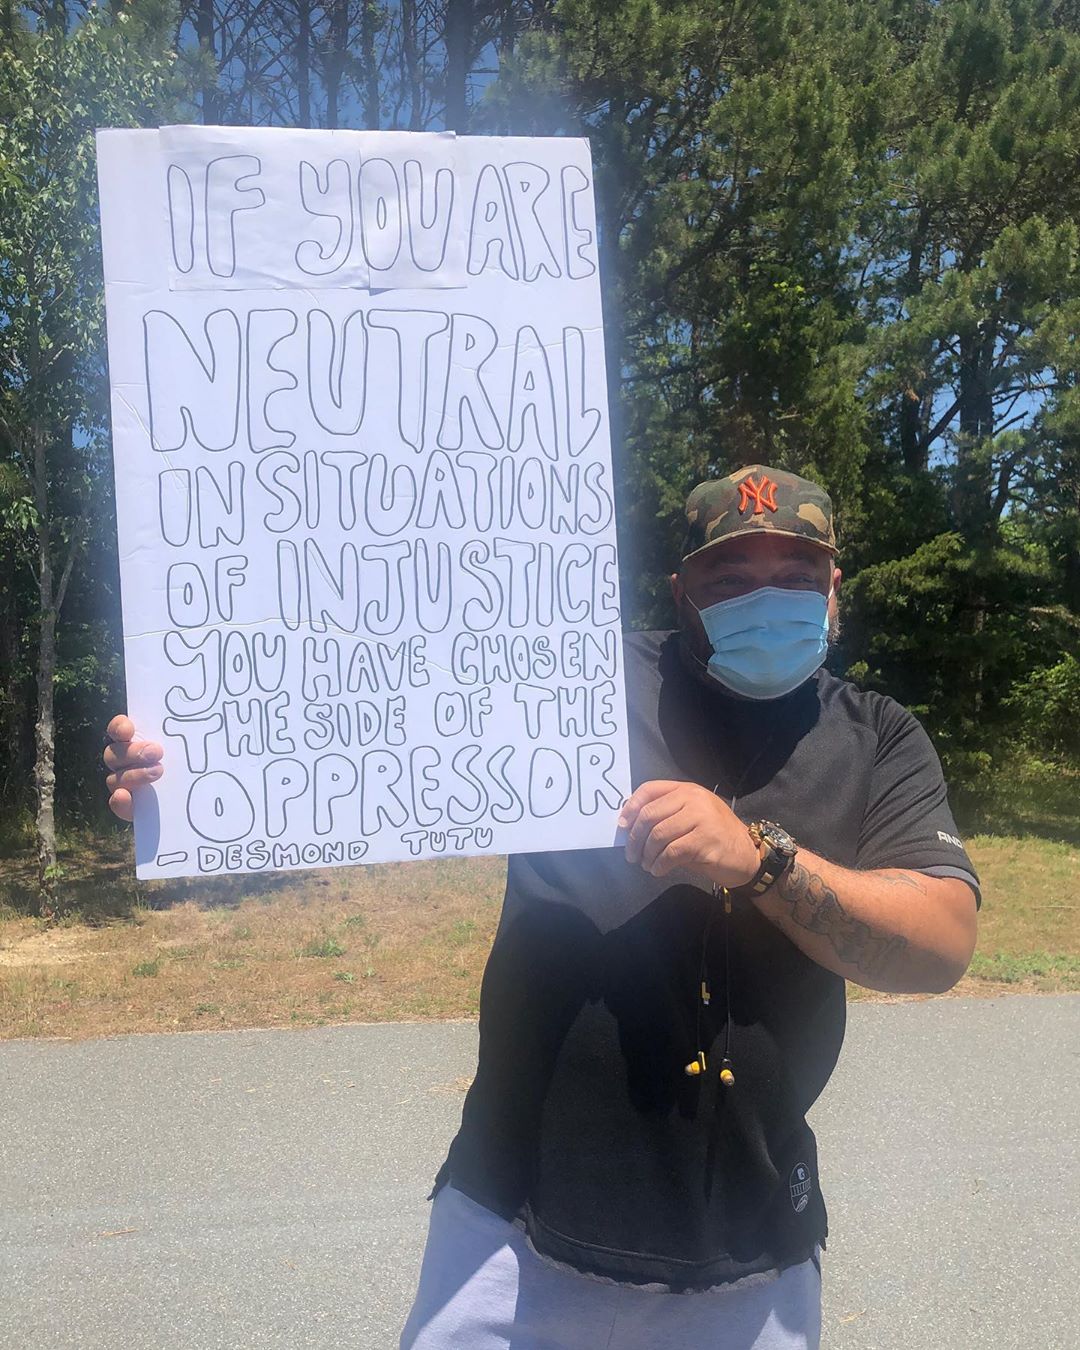 IF YOU ARE
NEUTRAL
IN SITUATIONS
OF INJUSTICE
YOU HAVE CHOSEN
THE SIDE OF THE
OPPRESSOR
- DESMOND TUTU
NY
AND